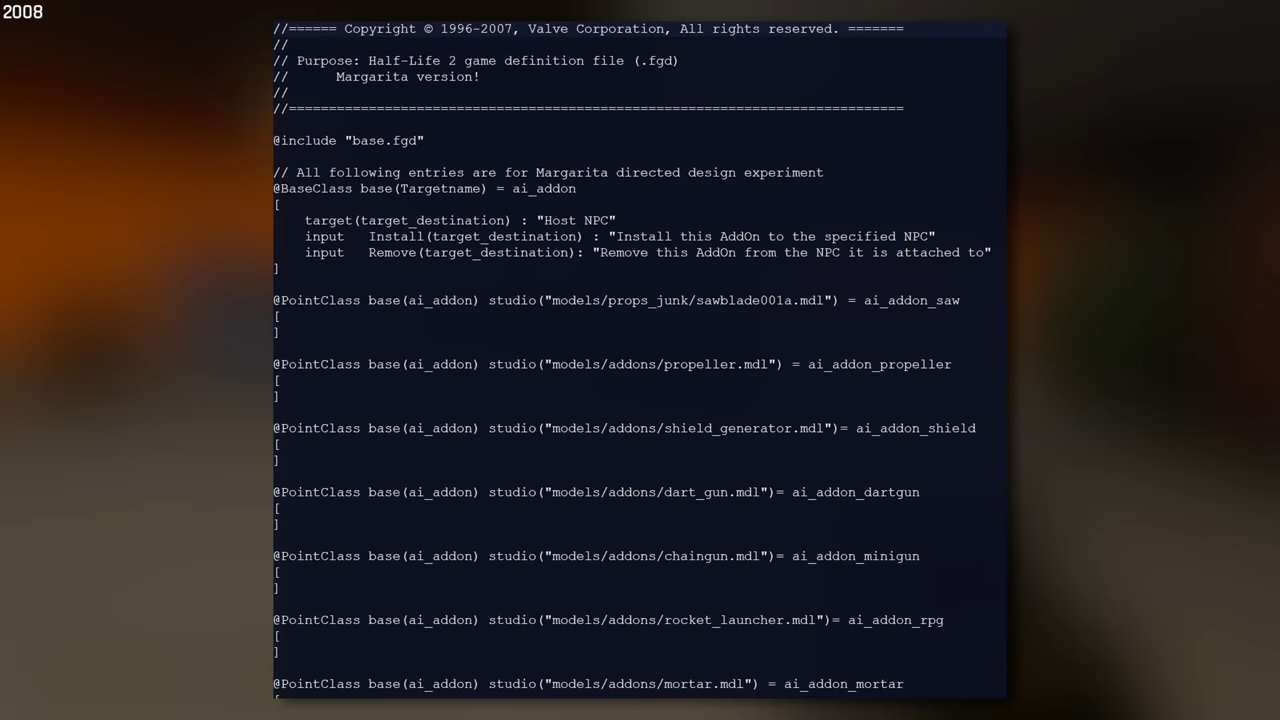 2008
//====== Copyright © 1996-2007, Valve Corporation, All rights reserved. =======
//
// Purpose: Half-Life 2 game definition file (.fgd)
//      Margarita version!
//
//=============================================================================
@include "base.fgd"
// All following entries are for Margarita directed design experiment
@BaseClass base(Targetname) = ai_addon
[
    target(target_destination) : "Host NPC"
    input   Install(target_destination) : "Install this AddOn to the specified NPC"
    input   Remove(target_destination): "Remove this AddOn from the NPC it is attached to"
]
@PointClass base(ai_addon) studio("models/props_junk/sawblade001a.mdl") = ai_addon_saw
[
]
@PointClass base(ai_addon) studio("models/addons/propeller.mdl") = ai_addon_propeller
[
]
@PointClass base(ai_addon) studio("models/addons/shield_generator.mdl")= ai_addon_shield
[
]
@PointClass base(ai_addon) studio("models/addons/dart_gun.mdl")= ai_addon_dartgun
[
]
@PointClass base(ai_addon) studio("models/addons/chaingun.mdl")= ai_addon_minigun
[
]
@PointClass base(ai_addon) studio("models/addons/rocket_launcher.mdl")= ai_addon_rpg
[
]
@PointClass base(ai_addon) studio("models/addons/mortar.mdl") = ai_addon_mortar
[